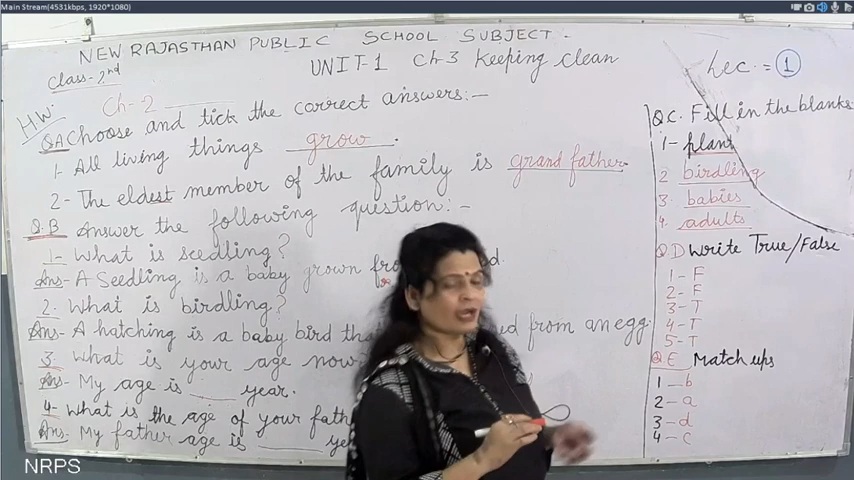 Main Stream(4531kbps, 1920*1080)
NEW RAJASTHAN PUBLIC SCHOOL SUBJECT -
Class-2nd
UNIT-1 Ch-3 Keeping clean
Lec. = 1
H.W.
Ch-2
Q.A Choose and tick the correct answers:-
1- All living things grow.
2- The eldest member of the family is grand father.
Q.B Answer the following question:-
1- What is seedling?
Ans- A Seedling is a baby grown
2. What is birdling?
Ans- A hatching is a baby bird from an egg.
3. What is your age now
Ans- My age is ____ year.
4- What is the age of your
Ans- My father age is ____
Q.C. Fill in the blanks
1- plant
2 birdling
3. babies
4. adults
Q.D Write True/False
1- F
2- F
3- T
4- T
5- T
Q.E Match ups
1-b
2-a
3-d
4-c
NRPS